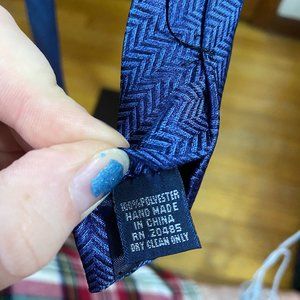 100%POLYESTER
HAND MADE
IN CHINA
RN 20485
DRY CLEAN ONLY